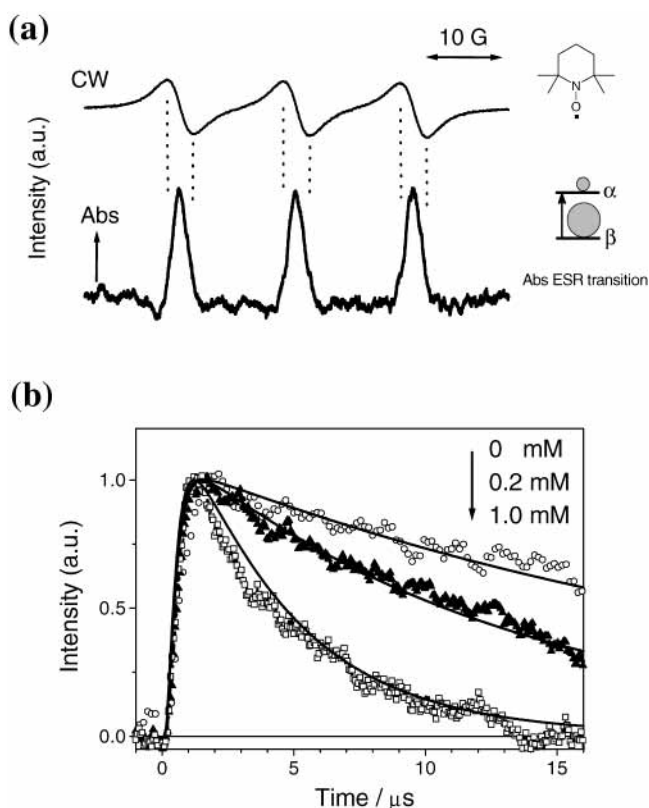 (a)
CW
10 G
N
O
Abs
α
β
Abs ESR transition
Intensity (a.u.)
(b)
0 mM
0.2 mM
1.0 mM
1.0
0.5
0.0
Intensity (a.u.)
0 5 10 15
Time / μs